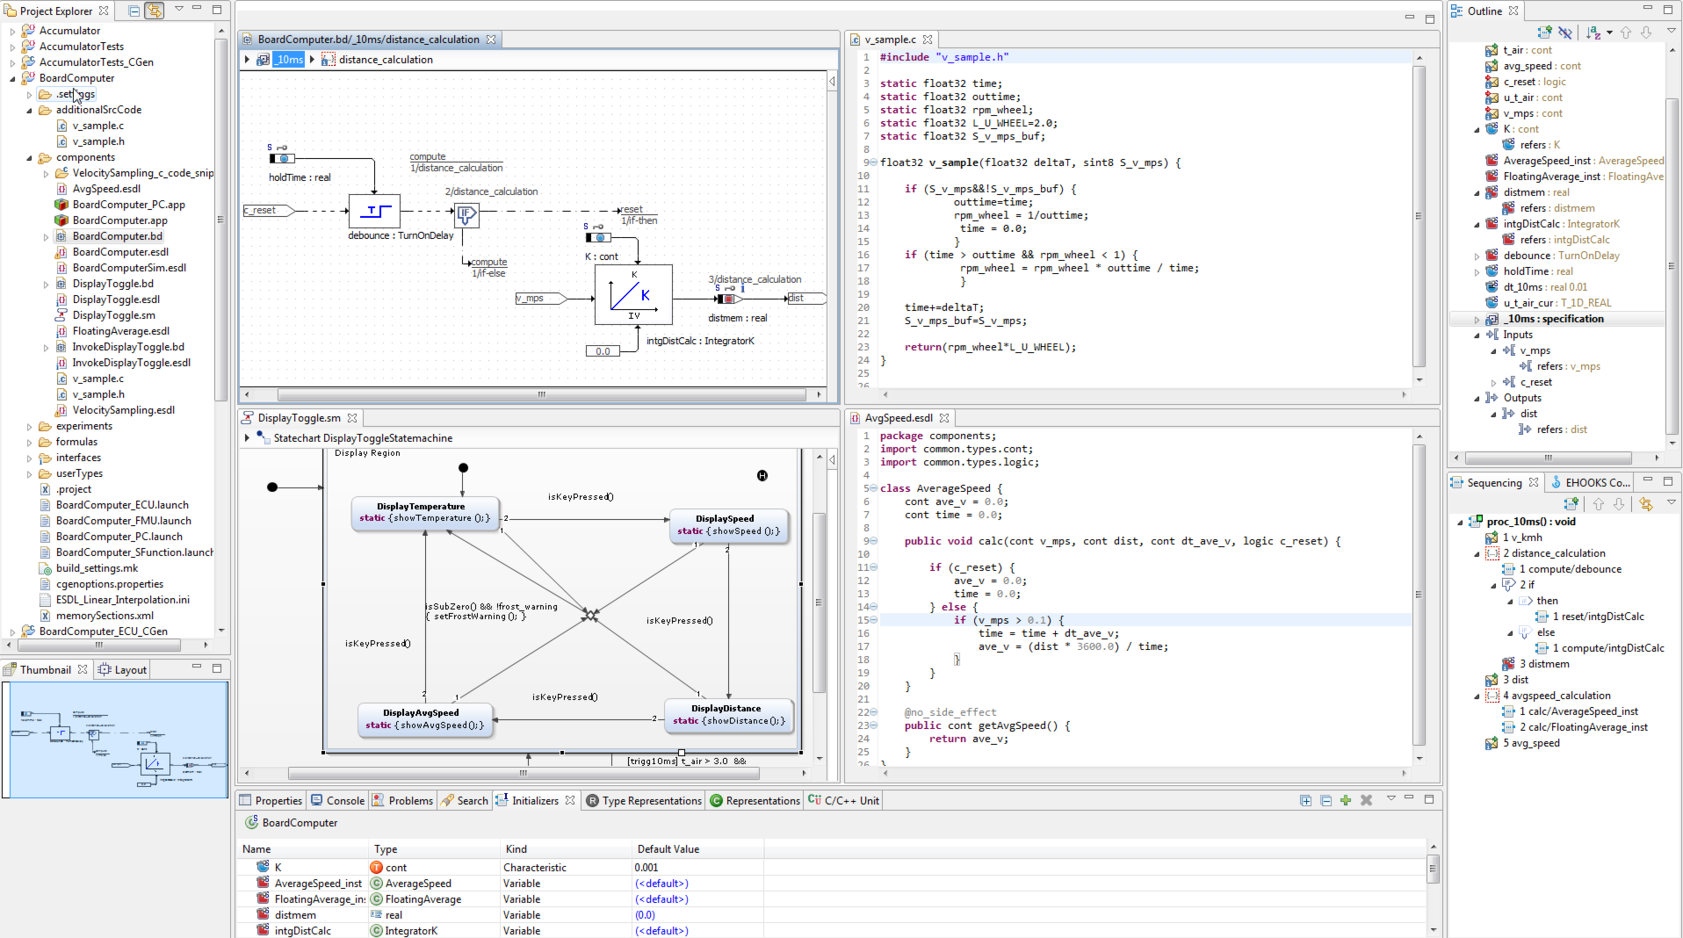 Project Explorer
Accumulator
AccumulatorTests
AccumulatorTests_CGen
BoardComputer
additionalSrcCode
v_sample.c
v_sample.h
components
VelocitySampling_c_code_snip
AvgSpeed.esdl
BoardComputer_PC.app
BoardComputer.app
BoardComputer.bd
BoardComputer.esdl
BoardComputerSim.esdl
DisplayToggle.bd
DisplayToggle.esdl
DisplayToggle.sm
FloatingAverage.esdl
InvokeDisplayToggle.bd
InvokeDisplayToggle.esdl
v_sample.c
v_sample.h
VelocitySampling.esdl
experiments
formulas
interfaces
userTypes
.project
BoardComputer_ECU.launch
BoardComputer_FMU.launch
BoardComputer_PC.launch
BoardComputer_SFunction.launch
build_settings.mk
cgenoptions.properties
ESDL_Linear_Interpolation.ini
memorySections.xml
BoardComputer_ECU_CGen
Thumbnail Layout
BoardComputer.bd/_10ms/distance_calculation
_10ms distance_calculation
S
holdTime : real
compute
1/distance_calculation
c_reset
T
debounce : TurnOnDelay
2/distance_calculation
IF
reset
1/if-then
compute
1/if-else
S
K : cont
v_mps
K
K
IV
3/distance_calculation
S 1
dist
distmem : real
intgDistCalc : IntegratorK
0.0
v_sample.c
1 #include "v_sample.h"
2
3 static float32 time;
4 static float32 outtime;
5 static float32 rpm_wheel;
6 static float32 L_U_WHEEL=2.0;
7 static float32 S_v_mps_buf;
8
9 float32 v_sample(float32 deltaT, sint8 S_v_mps) {
10
11 if (S_v_mps&&!S_v_mps_buf) {
12 outtime=time;
13 rpm_wheel = 1/outtime;
14 time = 0.0;
15 }
16 if (time > outtime && rpm_wheel < 1) {
17 rpm_wheel = rpm_wheel * outtime / time;
18 }
19
20 time+=deltaT;
21 S_v_mps_buf=S_v_mps;
22
23 return(rpm_wheel*L_U_WHEEL);
24 }
25
26
DisplayToggle.sm
Statechart DisplayToggleStatemachine
Display Region
H
DisplayTemperature
static {showTemperature ();}
isKeyPressed()
2
1
DisplaySpeed
static {showSpeed ();}
1
2
isSubZero() && !frost_warning
{ setFrostWarning (); }
isKeyPressed()
isKeyPressed()
2
1
isKeyPressed()
1
2
DisplayAvgSpeed
static {showAvgSpeed();}
DisplayDistance
static {showDistance();}
[trigg10ms] t_air > 3.0 &&
AvgSpeed.esdl
1 package components;
2 import common.types.cont;
3 import common.types.logic;
4
5 class AverageSpeed {
6 cont ave_v = 0.0;
7 cont time = 0.0;
8
9 public void calc(cont v_mps, cont dist, cont dt_ave_v, logic c_reset) {
10
11 if (c_reset) {
12 ave_v = 0.0;
13 time = 0.0;
14 } else {
15 if (v_mps > 0.1) {
16 time = time + dt_ave_v;
17 ave_v = (dist * 3600.0) / time;
18 }
19 }
20 }
21
22 @no_side_effect
23 public cont getAvgSpeed() {
24 return ave_v;
25 }
26 }
Properties Console Problems Search Initializers Type Representations Representations C/C++ Unit
BoardComputer
Name Type Kind Default Value
K cont Characteristic 0.001
AverageSpeed_inst AverageSpeed Variable (<default>)
FloatingAverage_in: FloatingAverage Variable (<default>)
distmem real Variable (0.0)
intgDistCalc IntegratorK Variable (<default>)
Outline
t_air : cont
avg_speed : cont
c_reset : logic
u_t_air : cont
v_mps : cont
K : cont
refers : K
AverageSpeed_inst : AverageSpeed
FloatingAverage_inst : FloatingAve
distmem : real
refers : distmem
intgDistCalc : IntegratorK
refers : intgDistCalc
debounce : TurnOnDelay
holdTime : real
dt_10ms : real 0.01
u_t_air_cur : T_1D_REAL
_10ms : specification
Inputs
v_mps
refers : v_mps
c_reset
Outputs
dist
refers : dist
Sequencing EHOOKS Co...
proc_10ms() : void
1 v_kmh
2 distance_calculation
1 compute/debounce
2 if
then
1 reset/intgDistCalc
else
1 compute/intgDistCalc
3 distmem
3 dist
4 avgspeed_calculation
1 calc/AverageSpeed_inst
2 calc/FloatingAverage_inst
5 avg_speed